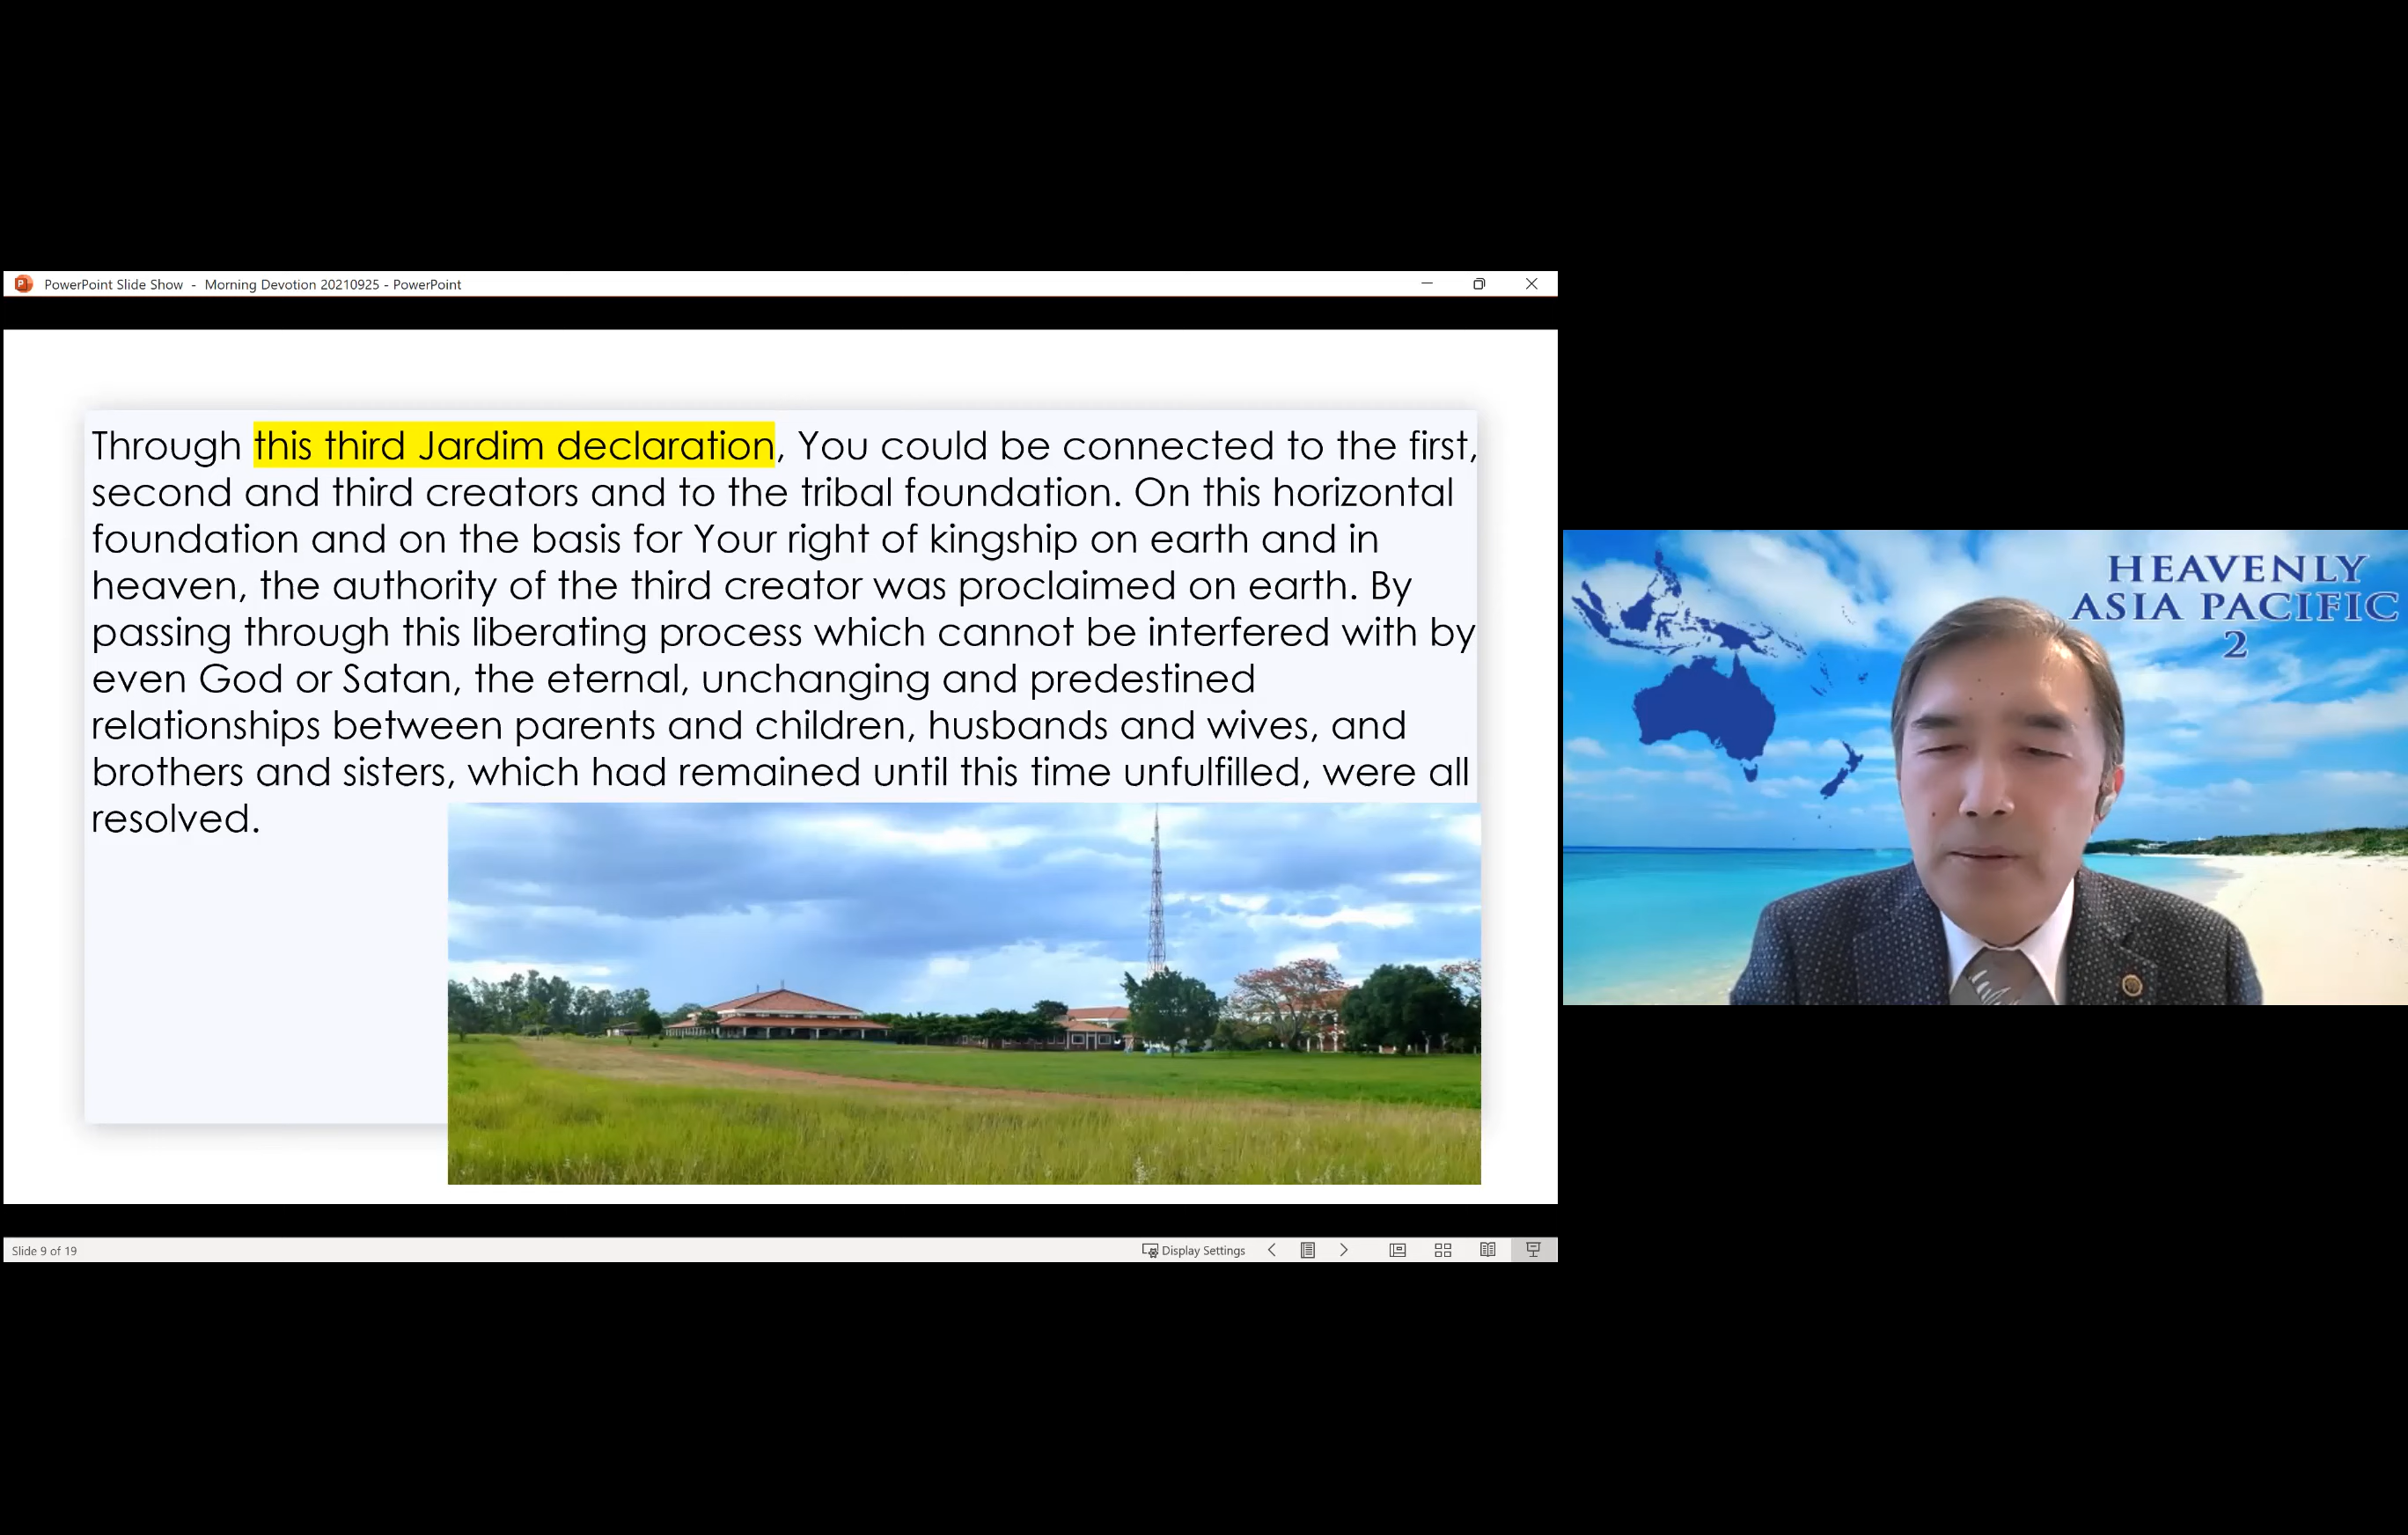 PowerPoint Slide Show - Morning Devotion 20210925 - PowerPoint
Through this third Jardim declaration, You could be connected to the first,
second and third creators and to the tribal foundation. On this horizontal
foundation and on the basis for Your right of kingship on earth and in
heaven, the authority of the third creator was proclaimed on earth. By
passing through this liberating process which cannot be interfered with by
even God or Satan, the eternal, unchanging and predestined
relationships between parents and children, husbands and wives, and
brothers and sisters, which had remained until this time unfulfilled, were all
resolved.
Slide 9 of 19
Display Settings
HEAVENLY
ASIA PACIFIC
2